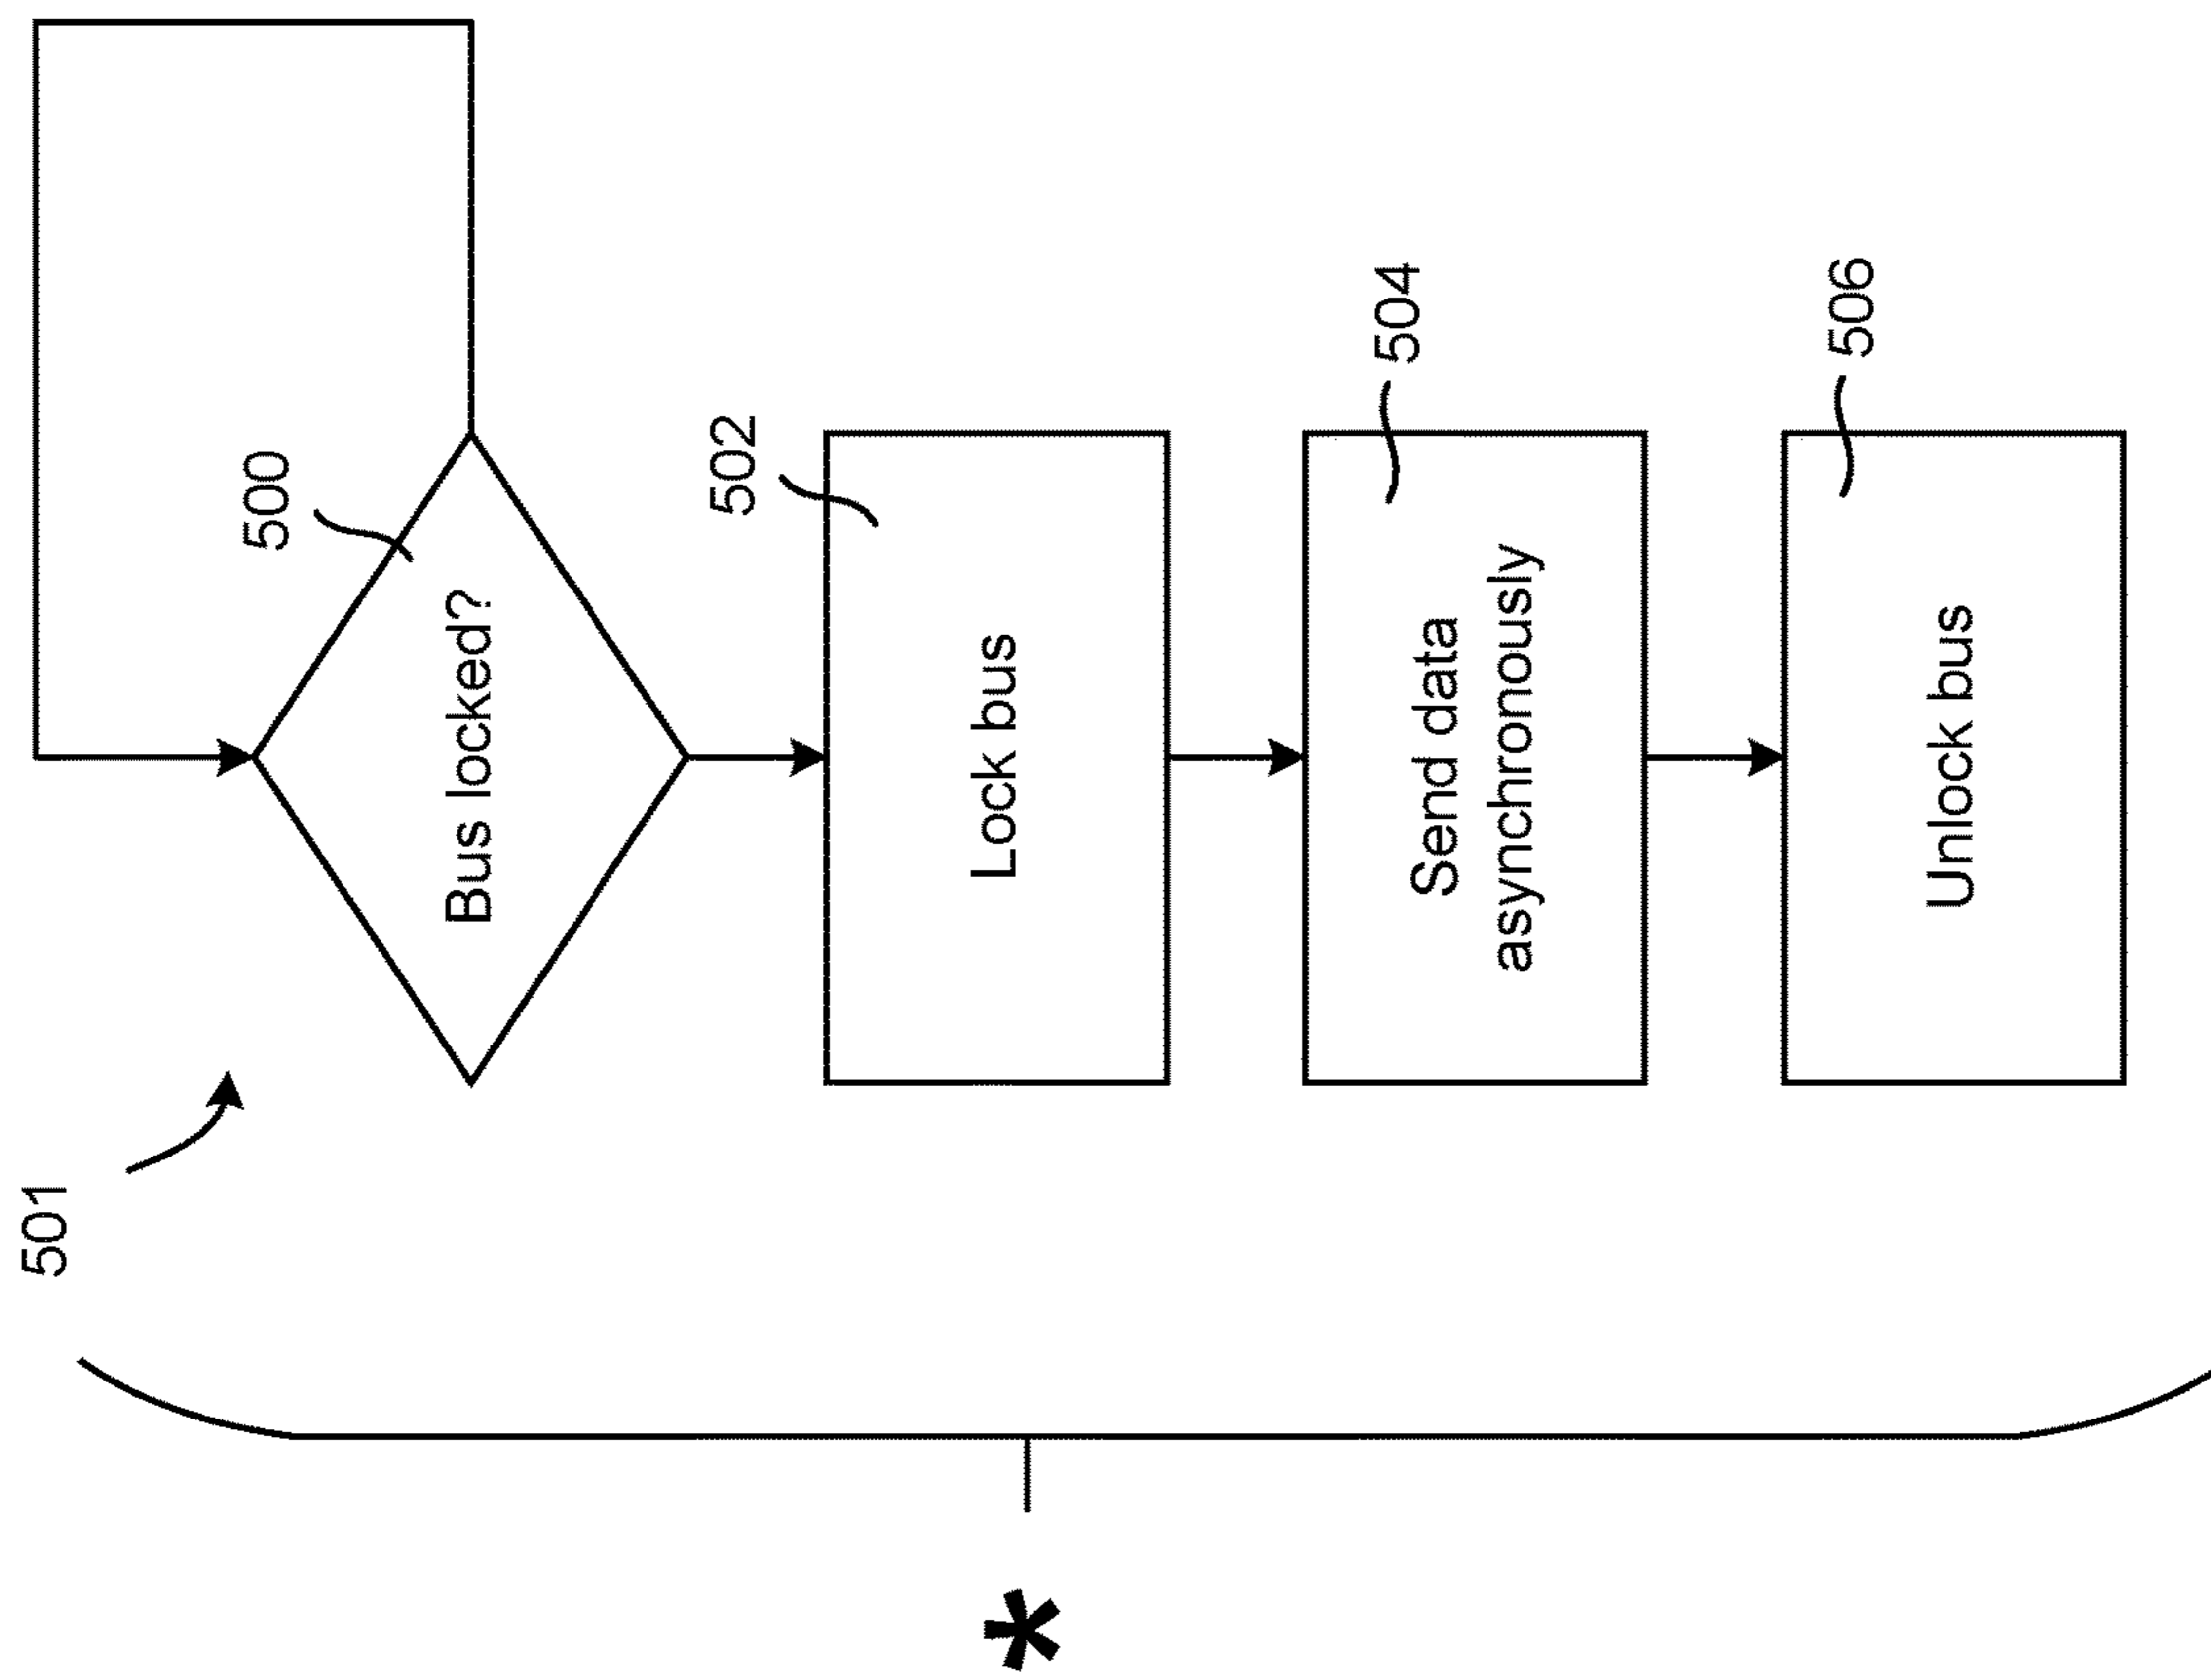 501
500
Bus locked?
502
Lock bus
504
Send data
asynchronously
506
Unlock bus
*